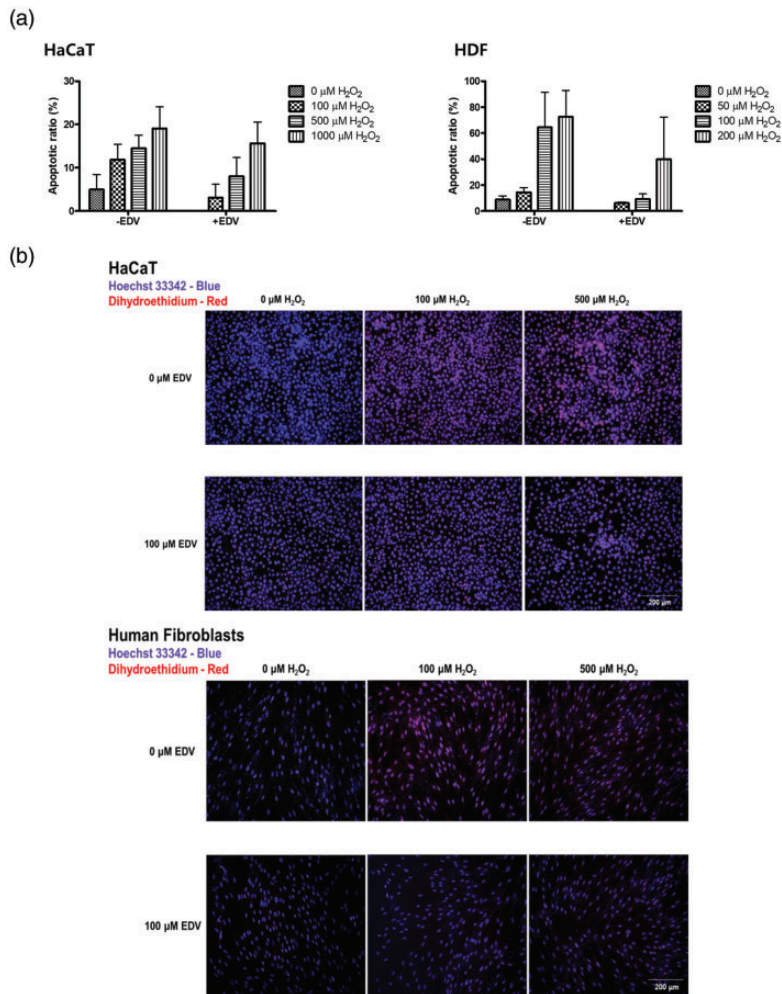 (a)
HaCaT
30
20
10
0
Apoptotic ratio (%)
-EDV
+EDV
0 μM H₂O₂
100 μM H₂O₂
500 μM H₂O₂
1000 μM H₂O₂
HDF
100
80
60
40
20
0
Apoptotic ratio (%)
-EDV
+EDV
0 μM H₂O₂
50 μM H₂O₂
100 μM H₂O₂
200 μM H₂O₂
(b)
HaCaT
Hoechst 33342 - Blue
Dihydroethidium - Red
0 μM H₂O₂
100 μM H₂O₂
500 μM H₂O₂
0 μM EDV
100 μM EDV
200 μm
Human Fibroblasts
Hoechst 33342 - Blue
Dihydroethidium - Red
0 μM H₂O₂
100 μM H₂O₂
500 μM H₂O₂
0 μM EDV
100 μM EDV
200 μm